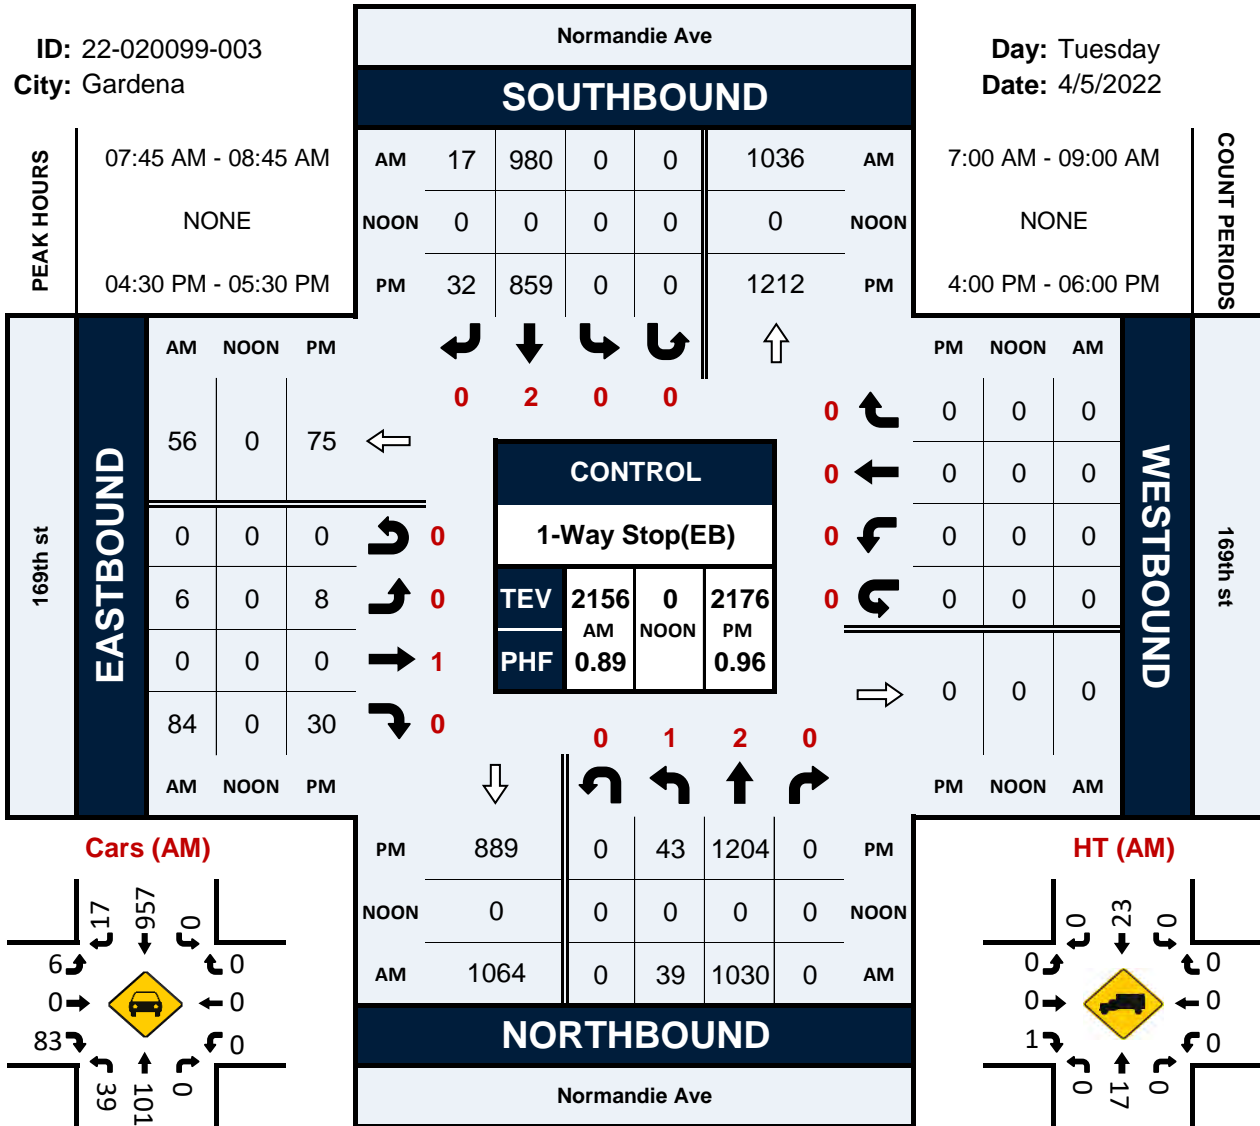 ID: 22-020099-003
City: Gardena
Normandie Ave
SOUTHBOUND
Day: Tuesday
Date: 4/5/2022
PEAK HOURS
07:45 AM - 08:45 AM
NONE
04:30 PM - 05:30 PM
AM 17 980 0 0 1036 AM
NOON 0 0 0 0 0 NOON
PM 32 859 0 0 1212 PM
7:00 AM - 09:00 AM
NONE
4:00 PM - 06:00 PM
COUNT PERIODS
0 2 0 0
169th st
EASTBOUND
AM NOON PM
56 0 75
0 0 0 0
6 0 8 0
0 0 0 1
84 0 30 0
AM NOON PM
CONTROL
1-Way Stop(EB)
TEV 2156 0 2176
AM NOON PM
PHF 0.89 0.96
PM NOON AM
0 0 0 0
0 0 0 0
0 0 0 0
0 0 0 0
0 0 0
PM NOON AM
WESTBOUND
169th st
0 1 2 0
PM 889 0 43 1204 0 PM
NOON 0 0 0 0 0 NOON
AM 1064 0 39 1030 0 AM
NORTHBOUND
Normandie Ave
Cars (AM)
17 957 0
6 0
0 0
83 0
39 101 0
HT (AM)
0 23 0
0 0
0 0
1 0
0 17 0